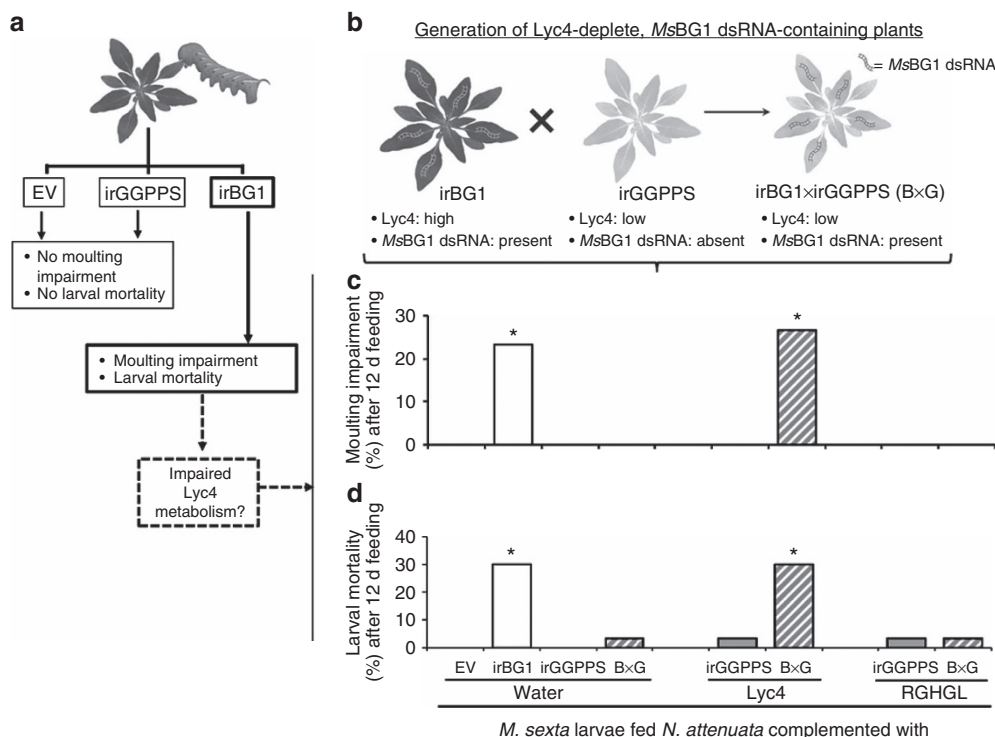 a
EV
irGGPPS
irBG1
• No moulting
impairment
• No larval mortality
• Moulting impairment
• Larval mortality
Impaired
Lyc4
metabolism?
b
Generation of Lyc4-deplete, MsBG1 dsRNA-containing plants
= MsBG1 dsRNA
×
irBG1
irGGPPS
irBG1×irGGPPS (B×G)
• Lyc4: high
• MsBG1 dsRNA: present
• Lyc4: low
• MsBG1 dsRNA: absent
• Lyc4: low
• MsBG1 dsRNA: present
c
Moulting impairment
(%) after 12 d feeding
30
20
10
0
*
*
d
Larval mortality
(%) after 12 d feeding
40
30
20
10
0
*
*
EV irBG1 irGGPPS B×G irGGPPS B×G irGGPPS B×G
Water Lyc4 RGHGL
M. sexta larvae fed N. attenuata complemented with